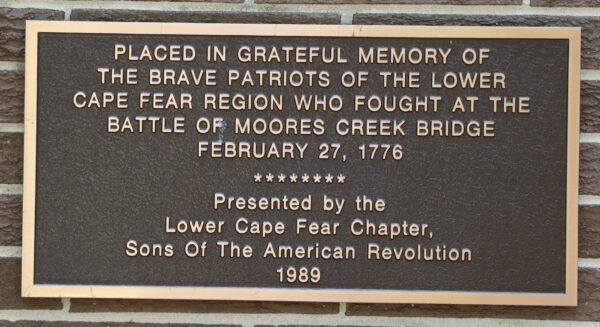 PLACED IN GRATEFUL MEMORY OF
THE BRAVE PATRIOTS OF THE LOWER
CAPE FEAR REGION WHO FOUGHT AT THE
BATTLE OF MOORES CREEK BRIDGE
FEBRUARY 27, 1776
********
Presented by the
Lower Cape Fear Chapter,
Sons Of The American Revolution
1989